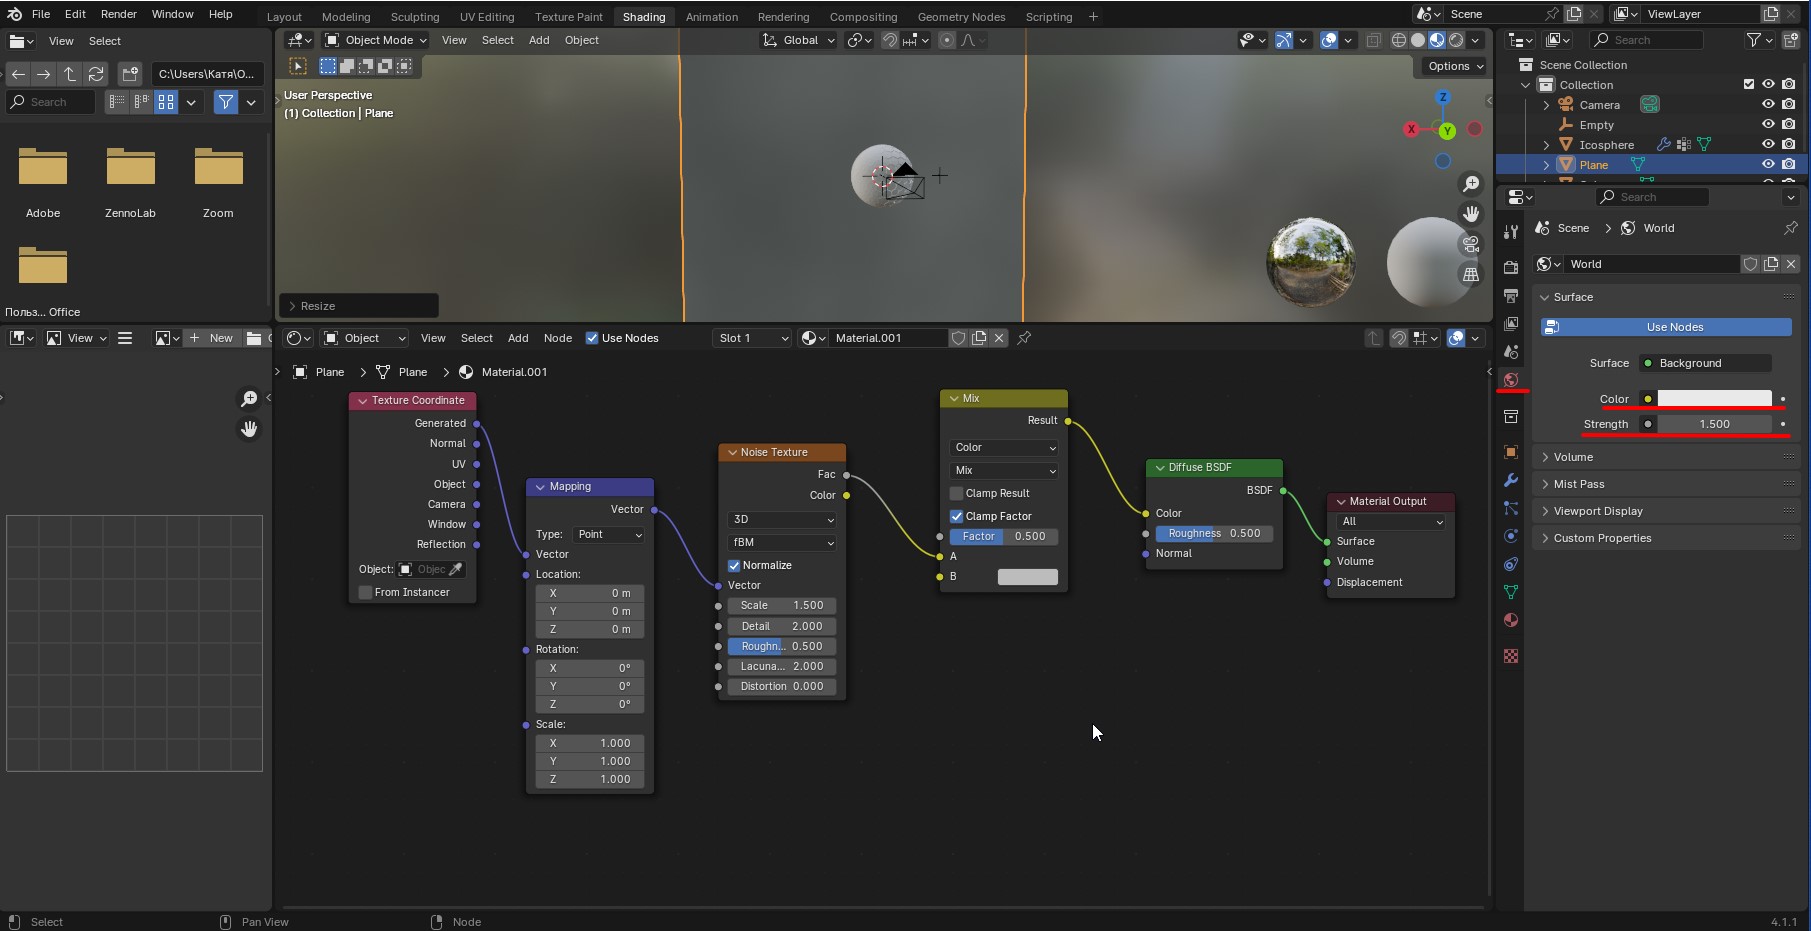 File Edit Render Window Help
Layout Modeling Sculpting UV Editing Texture Paint Shading Animation Rendering Compositing Geometry Nodes Scripting +
Scene
ViewLayer
View Select
Object Mode View Select Add Object
Global
Search
C:\Users\Катя\О...
Search
Options
User Perspective
(1) Collection | Plane
Z
X
Y
Scene Collection
Collection
Camera
Empty
Icosphere
Plane
Adobe
ZennoLab
Zoom
Польз... Office
Resize
Search
Scene > World
World
Surface
Use Nodes
Surface Background
Color
Strength 1.500
Volume
Mist Pass
Viewport Display
Custom Properties
View
+ New
Object View Select Add Node Use Nodes Slot 1 Material.001
Plane > Plane > Material.001
Texture Coordinate
Generated
Normal
UV
Object
Camera
Window
Reflection
Object: Objec
From Instancer
Mapping
Vector
Type: Point
Vector
Location:
X 0 m
Y 0 m
Z 0 m
Rotation:
X 0°
Y 0°
Z 0°
Scale:
X 1.000
Y 1.000
Z 1.000
Noise Texture
Fac
Color
3D
fBM
Normalize
Vector
Scale 1.500
Detail 2.000
Roughn... 0.500
Lacuna... 2.000
Distortion 0.000
Mix
Result
Color
Mix
Clamp Result
Clamp Factor
Factor 0.500
A
B
Diffuse BSDF
BSDF
Color
Roughness 0.500
Normal
Material Output
All
Surface
Volume
Displacement
Select
Pan View
Node
4.1.1